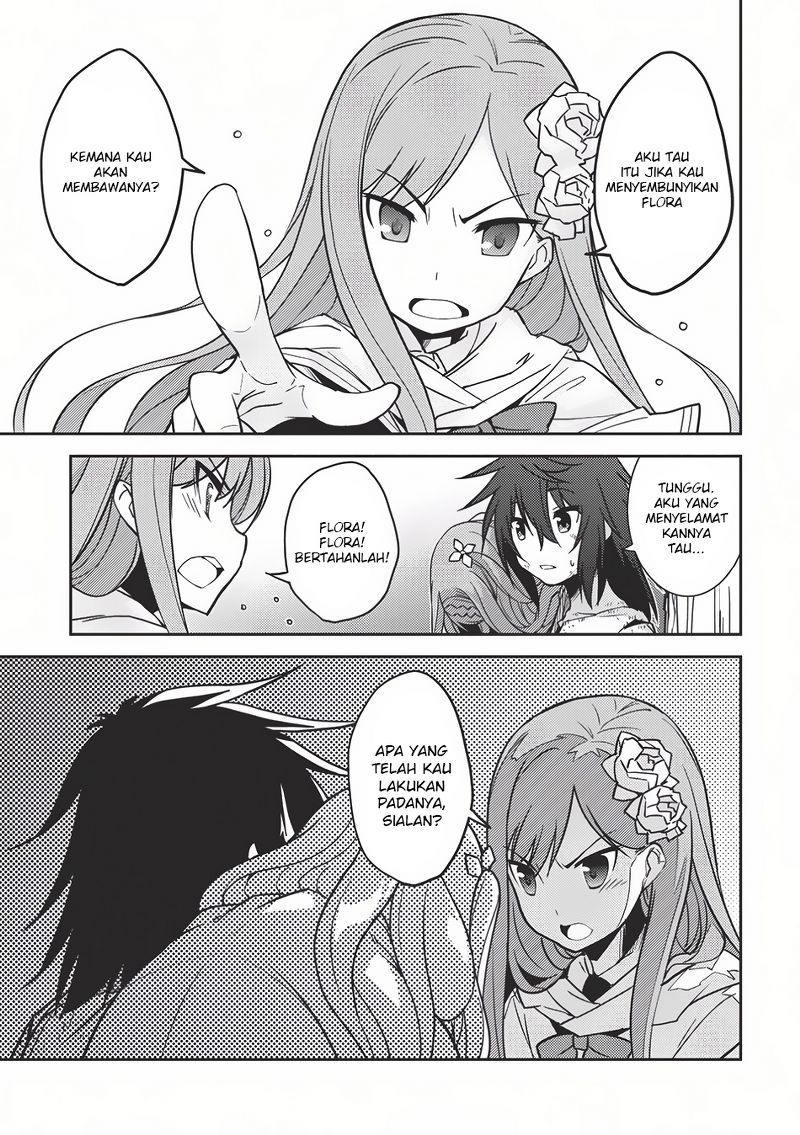 AKU TAU
ITU JIKA KAU
MENYEMBUNYIKAN
FLORA
KEMANA KAU
AKAN
MEMBAWANYA?
TUNGGU.
AKU YANG
MENYELAMAT
KANNYA
TAU...
FLORA!
FLORA!
BERTAHANLAH!
APA YANG
TELAH KAU
LAKUKAN
PADANYA,
SIALAN?